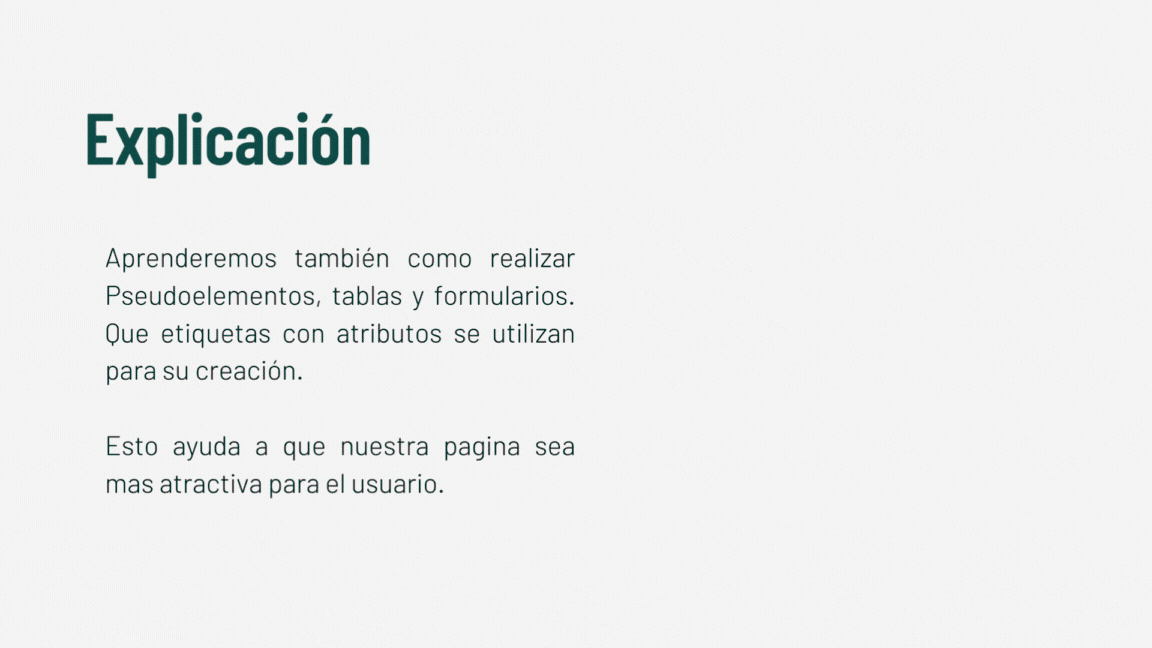 Explicación
Aprenderemos también como realizar
Pseudoelementos, tablas y formularios.
Que etiquetas con atributos se utilizan
para su creación.
Esto ayuda a que nuestra pagina sea
mas atractiva para el usuario.